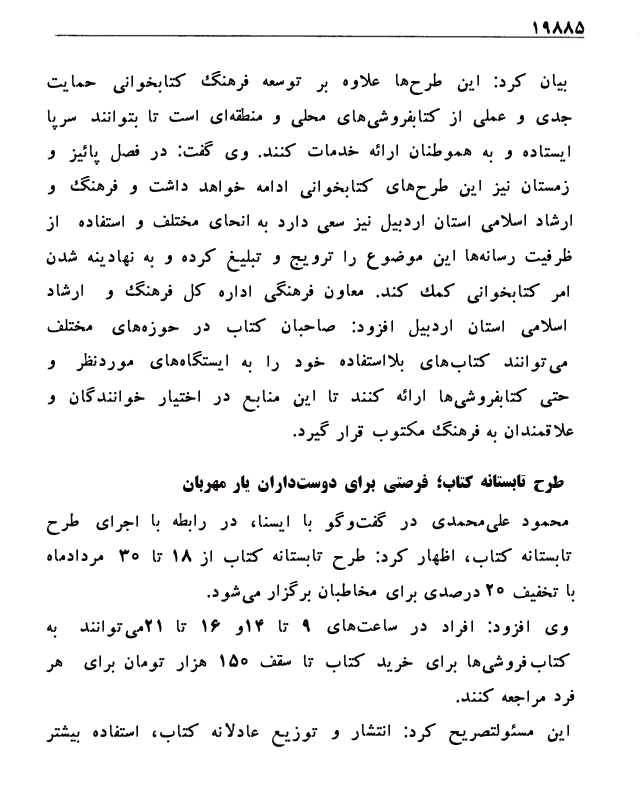 ۱۹۸۸۵
بیان کرد: این طرح‌ها علاوه بر توسعه فرهنگ کتابخوانی حمایت
جدی و عملی از کتابفروشی‌های محلی و منطقه‌ای است تا بتوانند سرپا
ایستاده و به هموطنان ارائه خدمات کنند. وی گفت: در فصل پائیز و
زمستان نیز این طرح‌های کتابخوانی ادامه خواهد داشت و فرهنگ و
ارشاد اسلامی استان اردبیل نیز سعی دارد به انحای مختلف و استفاده از
ظرفیت رسانه‌ها این موضوع را ترویج و تبلیغ کرده و به نهادینه شدن
امر کتابخوانی کمک کند. معاون فرهنگی اداره کل فرهنگ و ارشاد
اسلامی استان اردبیل افزود: صاحبان کتاب در حوزه‌های مختلف
می‌توانند کتاب‌های بلااستفاده خود را به ایستگاه‌های موردنظر و
حتی کتابفروشی‌ها ارائه کنند تا این منابع در اختیار خوانندگان و
علاقمندان به فرهنگ مکتوب قرار گیرد.
طرح تابستانه کتاب؛ فرصتی برای دوست‌داران یار مهربان
محمود علی‌محمدی در گفت‌وگو با ایسنا، در رابطه با اجرای طرح
تابستانه کتاب، اظهار کرد: طرح تابستانه کتاب از ۱۸ تا ۳۰ مردادماه
با تخفیف ۲۰ درصدی برای مخاطبان برگزار می‌شود.
وی افزود: افراد در ساعت‌های ۹ تا ۱۴و ۱۶ تا ۲۱می‌توانند به
کتاب‌فروشی‌ها برای خرید کتاب تا سقف ۱۵۰ هزار تومان برای هر
فرد مراجعه کنند.
این مسئولتصریح کرد: انتشار و توزیع عادلانه کتاب، استفاده بیشتر